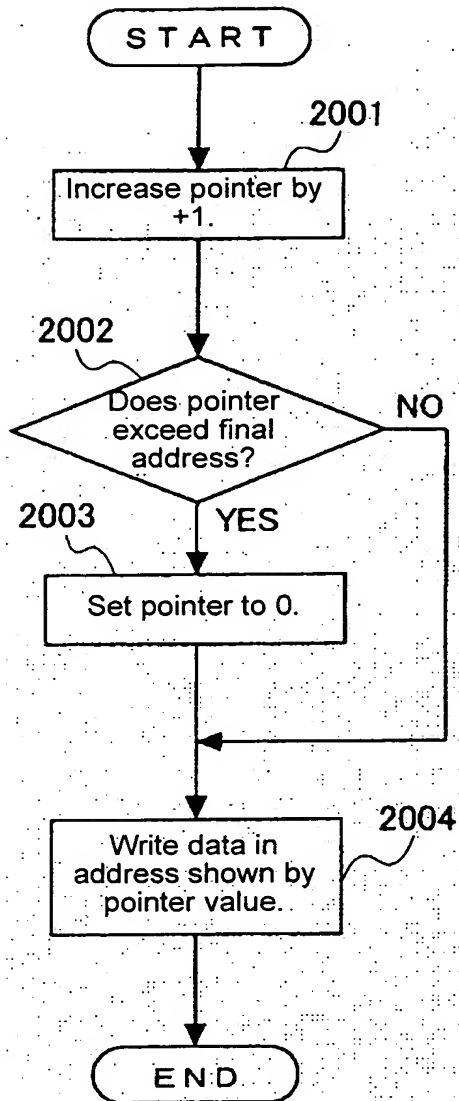 START
2001
Increase pointer by
+1.
2002
Does pointer
exceed final
address?
NO
YES
2003
Set pointer to 0.
2004
Write data in
address shown by
pointer value.
END